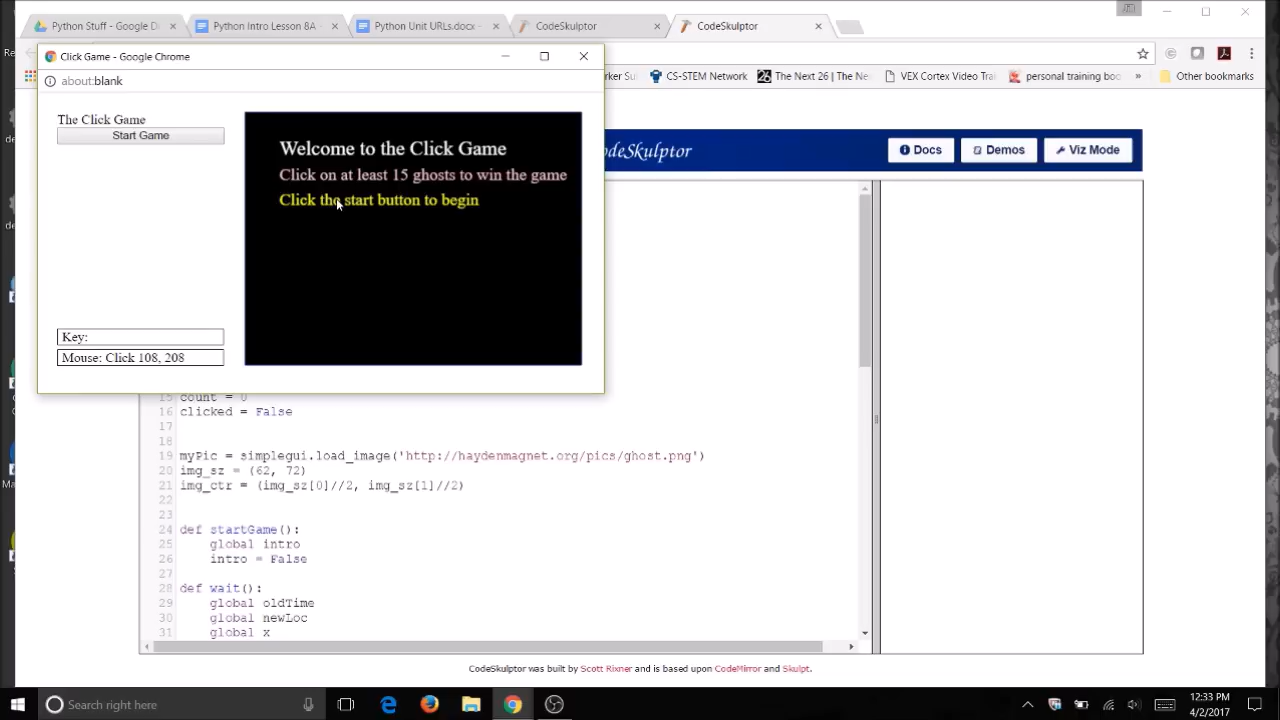 Python Stuff - Google D
Python Intro Lesson 8A -
Python Unit URLs.docx -
CodeSkulptor
CodeSkulptor
Click Game - Google Chrome
about:blank
CS-STEM Network
The Next 26 | The Ne
VEX Cortex Video Tra
personal training boo
»
Other bookmarks
The Click Game
Start Game
Welcome to the Click Game
Click on at least 15 ghosts to win the game
Click the start button to begin
Key:
Mouse: Click 108, 208
deSkulptor
Docs
Demos
Viz Mode
15 count = 0
16 clicked = False
17
18
19 myPic = simplegui.load_image('http://haydenmagnet.org/pics/ghost.png')
20 img_sz = (62, 72)
21 img_ctr = (img_sz[0]//2, img_sz[1]//2)
22
23
24 def startGame():
25 global intro
26 intro = False
27
28 def wait():
29 global oldTime
30 global newLoc
31 global x
CodeSkulptor was built by Scott Rixner and is based upon CodeMirror and Skulpt.
Search right here
12:33 PM
4/2/2017